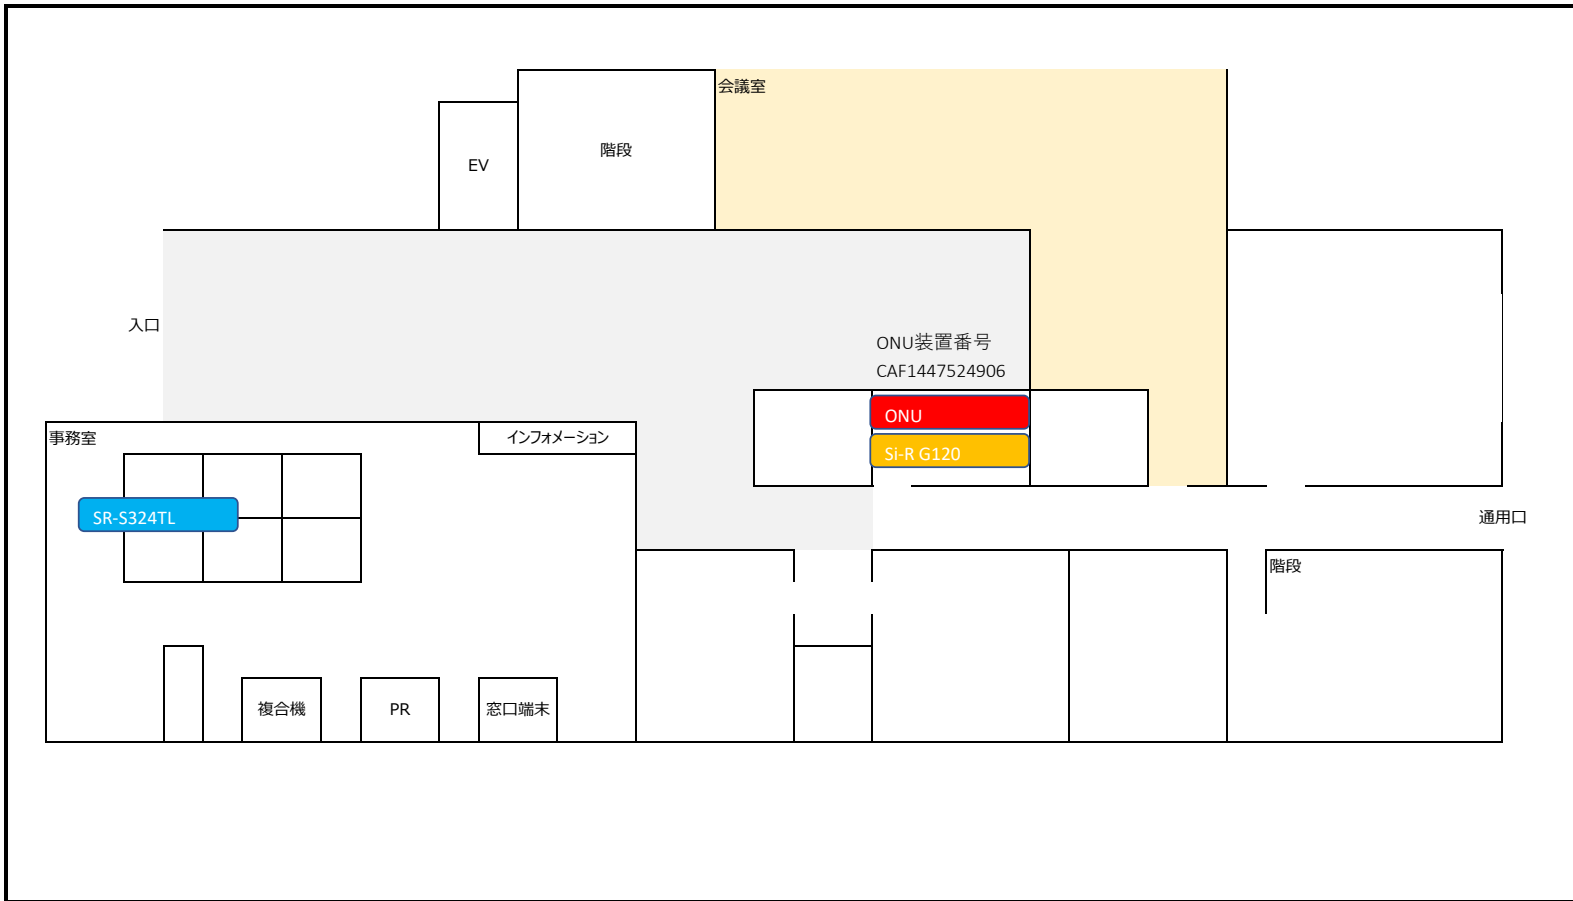 会議室
階段
EV
入口
ONU装置番号
CAF1447524906
ONU
事務室
インフォメーション
Si-R G120
SR-S324TL
通用口
階段
複合機
PR
窓口端末